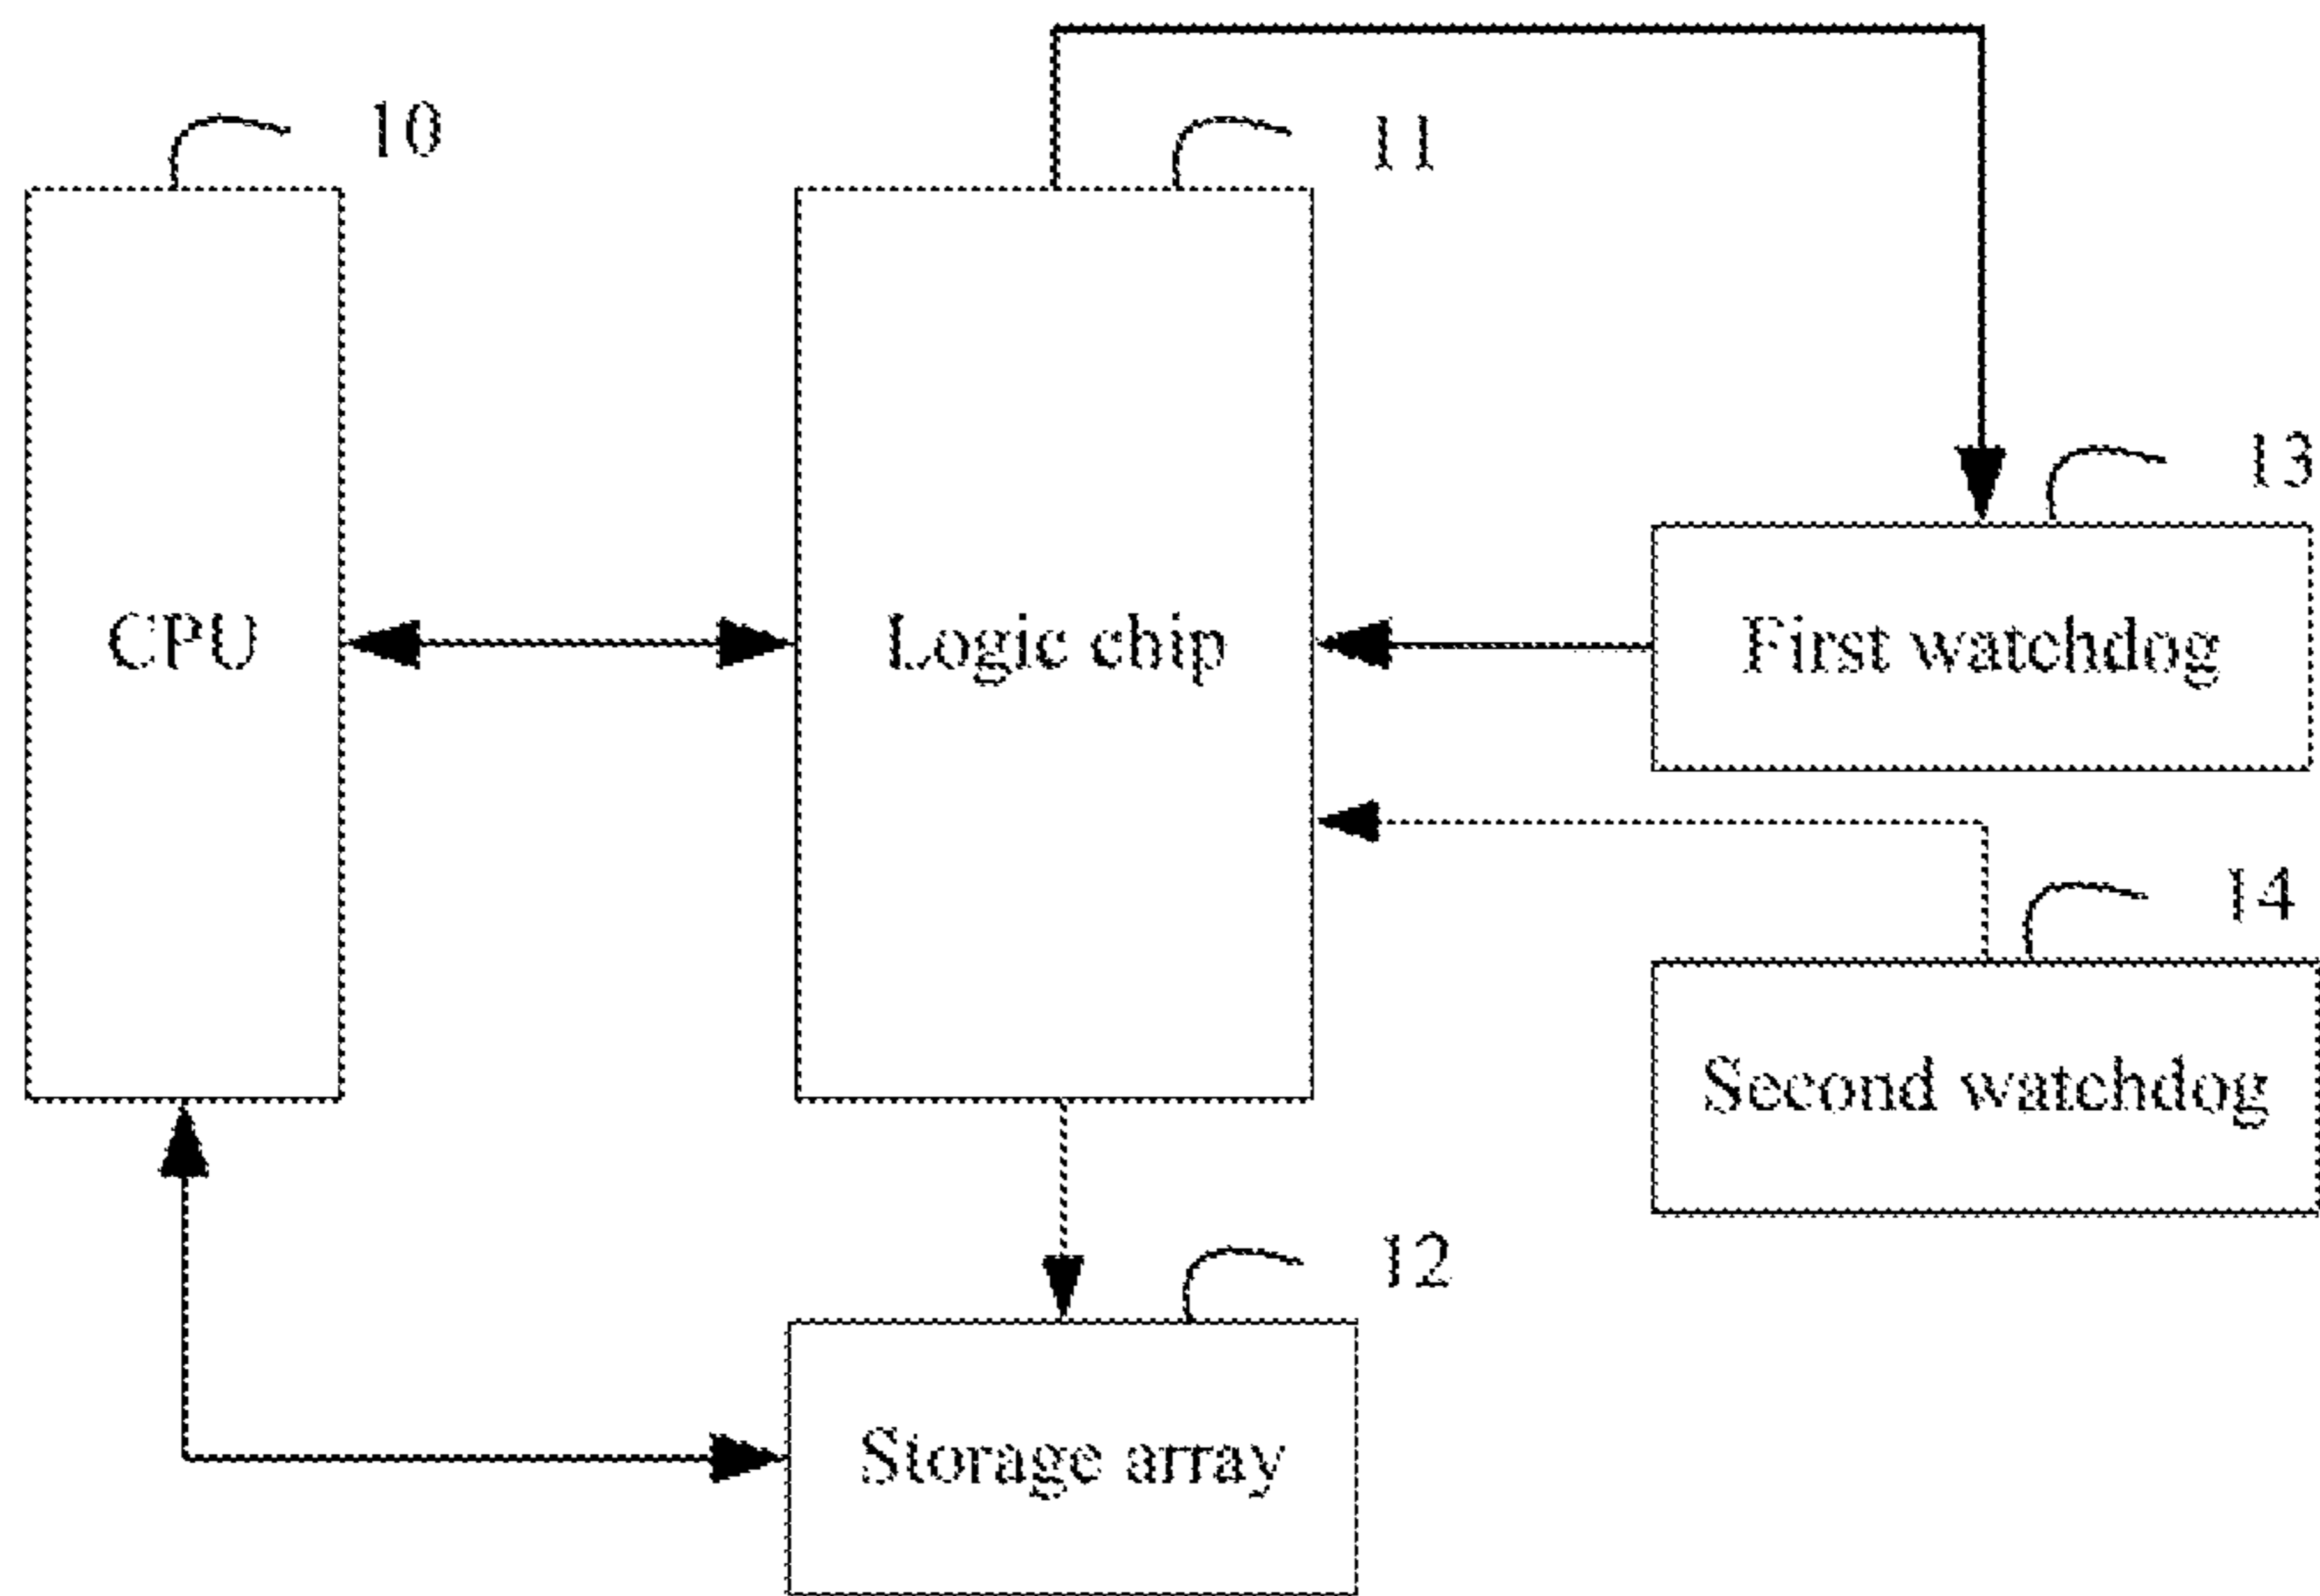 10
11
13
CPU
Logic chip
First watchdog
14
Second watchdog
12
Storage array